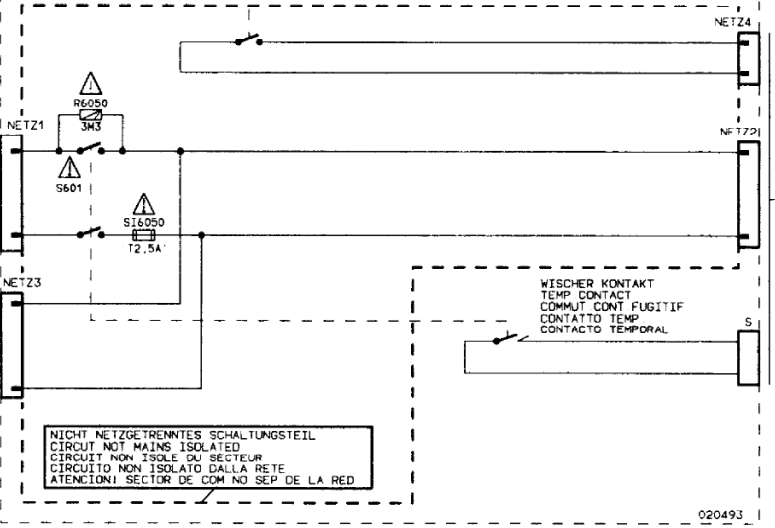 NETZ4
R6050
3M3
NETZ1
NETZ2
S601
SI6050
T2,5A
NETZ3
WISCHER KONTAKT
TEMP CONTACT
COMMUT CONT FUGITIF
CONTATTO TEMP
CONTACTO TEMPORAL
S
NICHT NETZGETRENNTES SCHALTUNGSTEIL
CIRCUT NOT MAINS ISOLATED
CIRCUIT NON ISOLE DU SECTEUR
CIRCUITO NON ISOLATO DALLA RETE
ATENCION! SECTOR DE COM NO SEP DE LA RED
020493